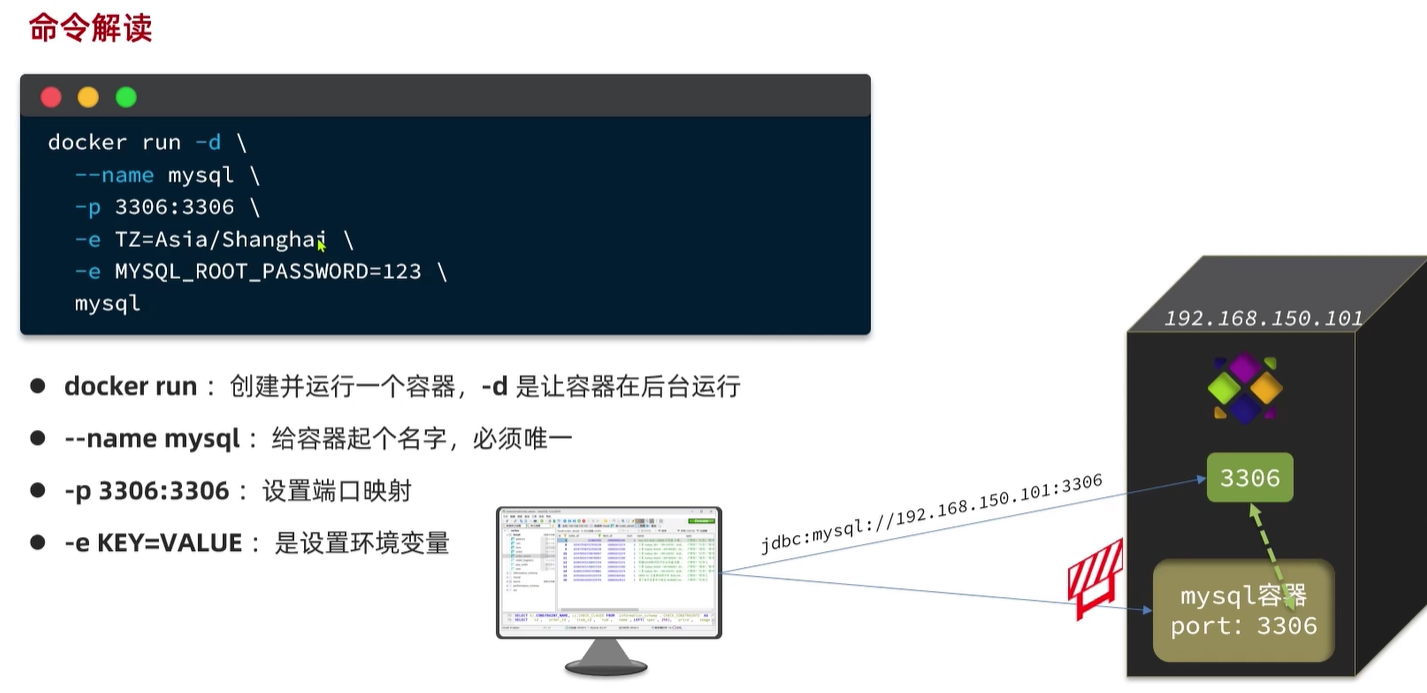 命令解读
docker run -d \
--name mysql \
-p 3306:3306 \
-e TZ=Asia/Shanghai \
-e MYSQL_ROOT_PASSWORD=123 \
mysql
docker run：创建并运行一个容器，-d 是让容器在后台运行
--name mysql：给容器起个名字，必须唯一
-p 3306:3306：设置端口映射
-e KEY=VALUE：是设置环境变量
jdbc:mysql://192.168.150.101:3306
192.168.150.101
3306
mysql容器
port: 3306